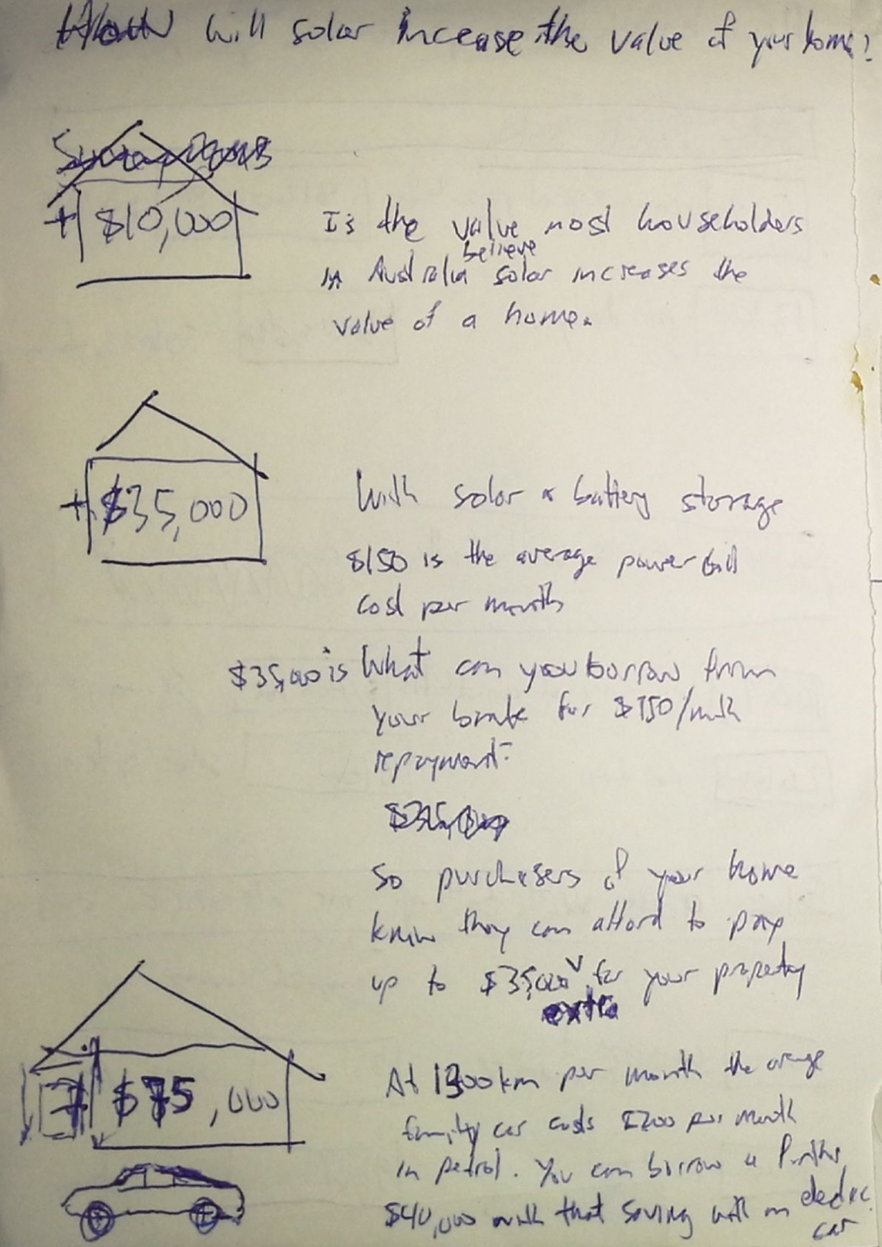 How will solar increase the value of your home?
+ $10,000
Is the value most householders
believe
in Australia solar increases the
value of a home.
+ $35,000
With solar & battery storage
$150 is the average power bill
cost per month
$35,000 is What can you borrow from
your bank for $150/mth
repayment.
So purchasers of your home
know they can afford to pay
up to $35,000 for your property
extra
+ $75,000
At 1300km per month the average
family car costs $200 per month
in petrol. You can borrow a further
$40,000 with that saving with an electric
car